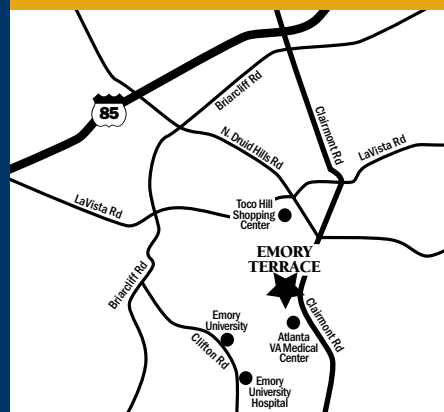 Briarcliff Rd
85
Clairmont Rd
N. Druid Hills Rd
LaVista Rd
LaVista Rd
Toco Hill
Shopping
Center
EMORY
TERRACE
Briarcliff Rd
Clairmont Rd
Emory
University
Atlanta
VA Medical
Center
Clifton Rd
Emory
University
Hospital